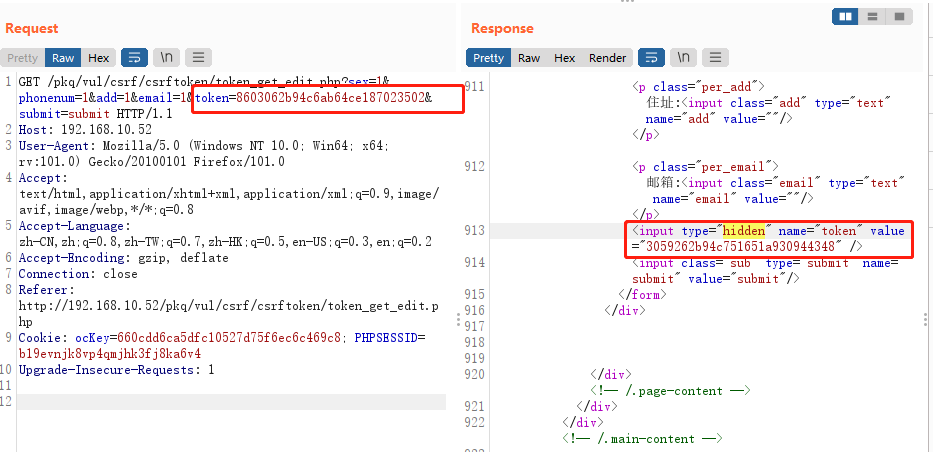 Request
Pretty Raw Hex \n
1 GET /pkq/vul/csrf/csrftoken/token_get_edit.php?sex=1&
phonenum=1&add=1&email=1&token=8603062b94c6ab64ce187023502&
submit=submit HTTP/1.1
2 Host: 192.168.10.52
3 User-Agent: Mozilla/5.0 (Windows NT 10.0; Win64; x64;
rv:101.0) Gecko/20100101 Firefox/101.0
4 Accept:
text/html,application/xhtml+xml,application/xml;q=0.9,image/
avif,image/webp,*/*;q=0.8
5 Accept-Language:
zh-CN,zh;q=0.8,zh-TW;q=0.7,zh-HK;q=0.5,en-US;q=0.3,en;q=0.2
6 Accept-Encoding: gzip, deflate
7 Connection: close
8 Referer:
http://192.168.10.52/pkq/vul/csrf/csrftoken/token_get_edit.p
hp
9 Cookie: ocKey=660cdd6ca5dfc10527d75f6ec6c469c8; PHPSESSID=
bl9evnjk8vp4qmjhk3fj8ka6v4
10 Upgrade-Insecure-Requests: 1
11
12
Response
Pretty Raw Hex Render \n
911 <p class="per_add">
住址:<input class="add" type="text"
name="add" value=""/>
</p>
912 <p class="per_email">
邮箱:<input class="email" type="text"
name="email" value=""/>
</p>
913 <input type="hidden" name="token" value
="3059262b94c751651a930944348" />
914 <input class="sub" type="submit" name="
submit" value="submit"/>
915 </form>
916 </div>
917
918
919
920 </div>
<!-- /.page-content -->
921 </div>
922 </div>
<!-- /.main-content -->